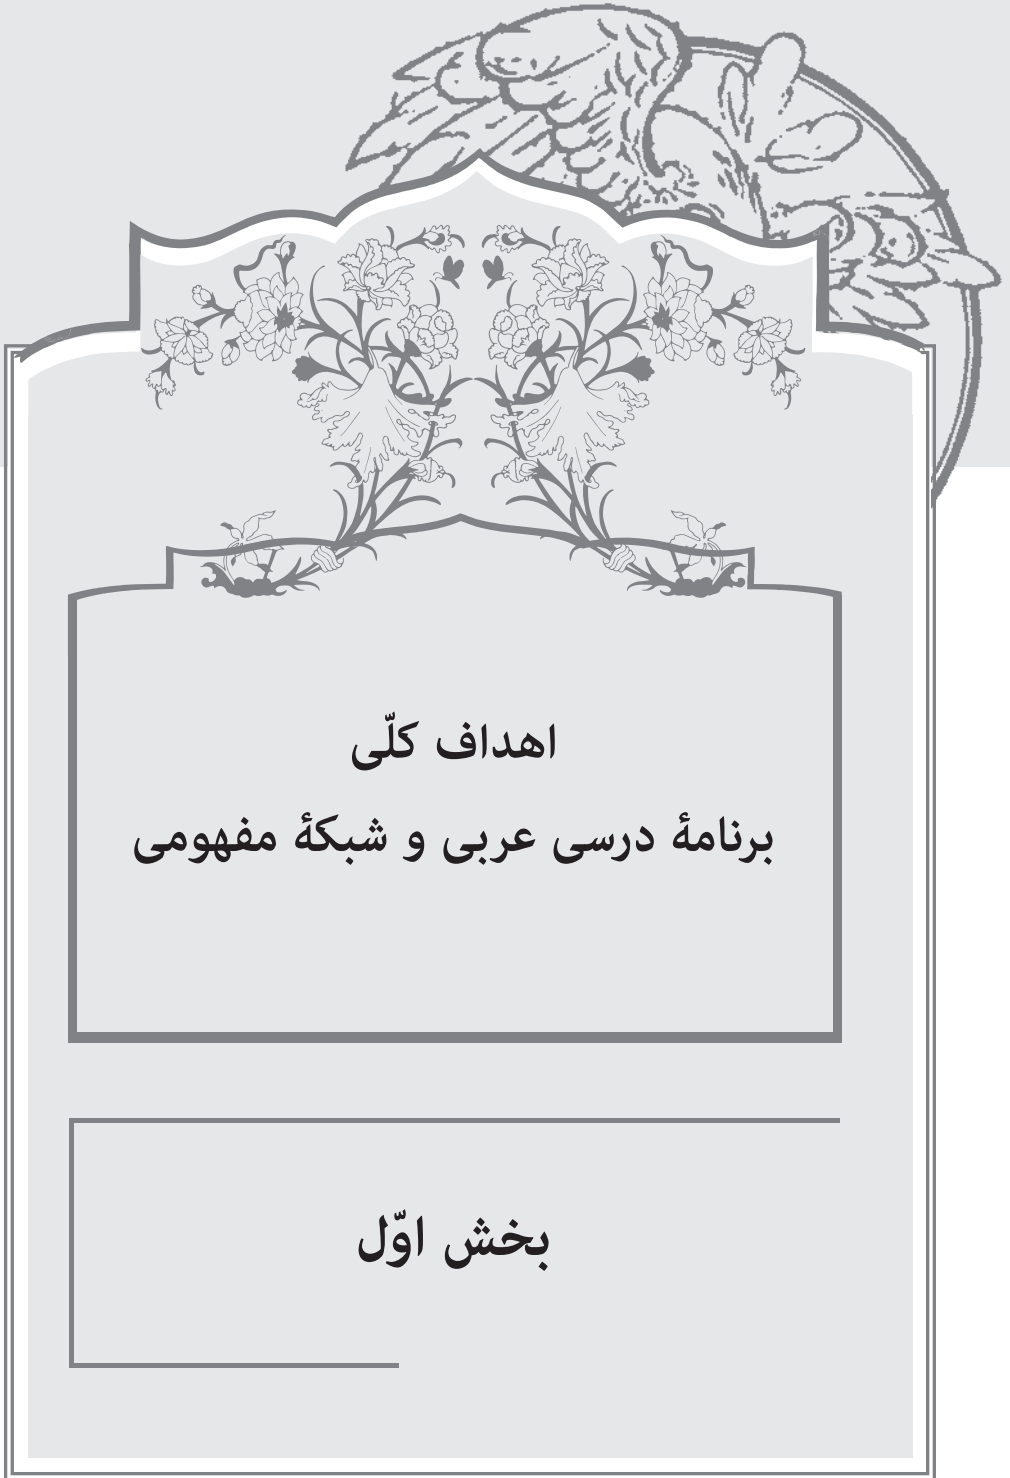 اهداف کلّی
برنامهٔ درسی عربی و شبکهٔ مفهومی
بخش اوّل